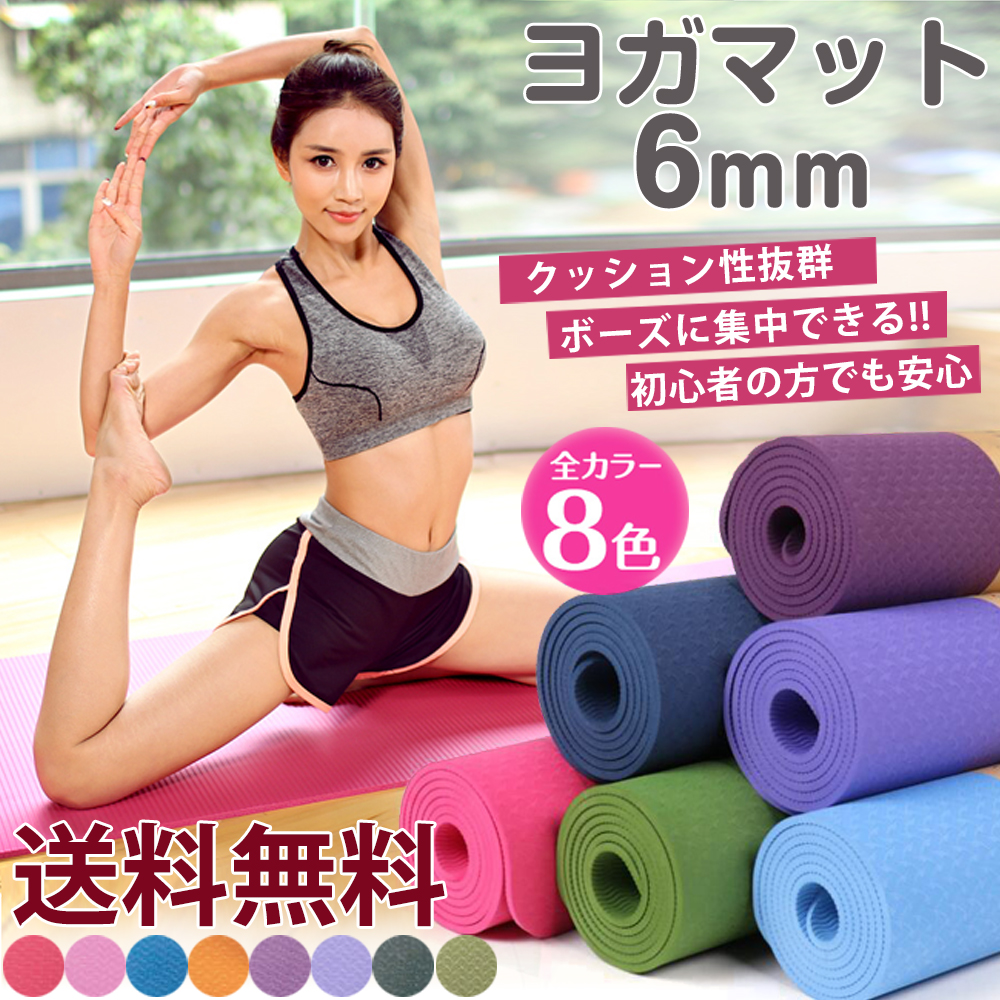 ヨガマット
6mm
クッション性抜群
ボーズに集中できる!!
初心者の方でも安心
全カラー
8色
送料無料